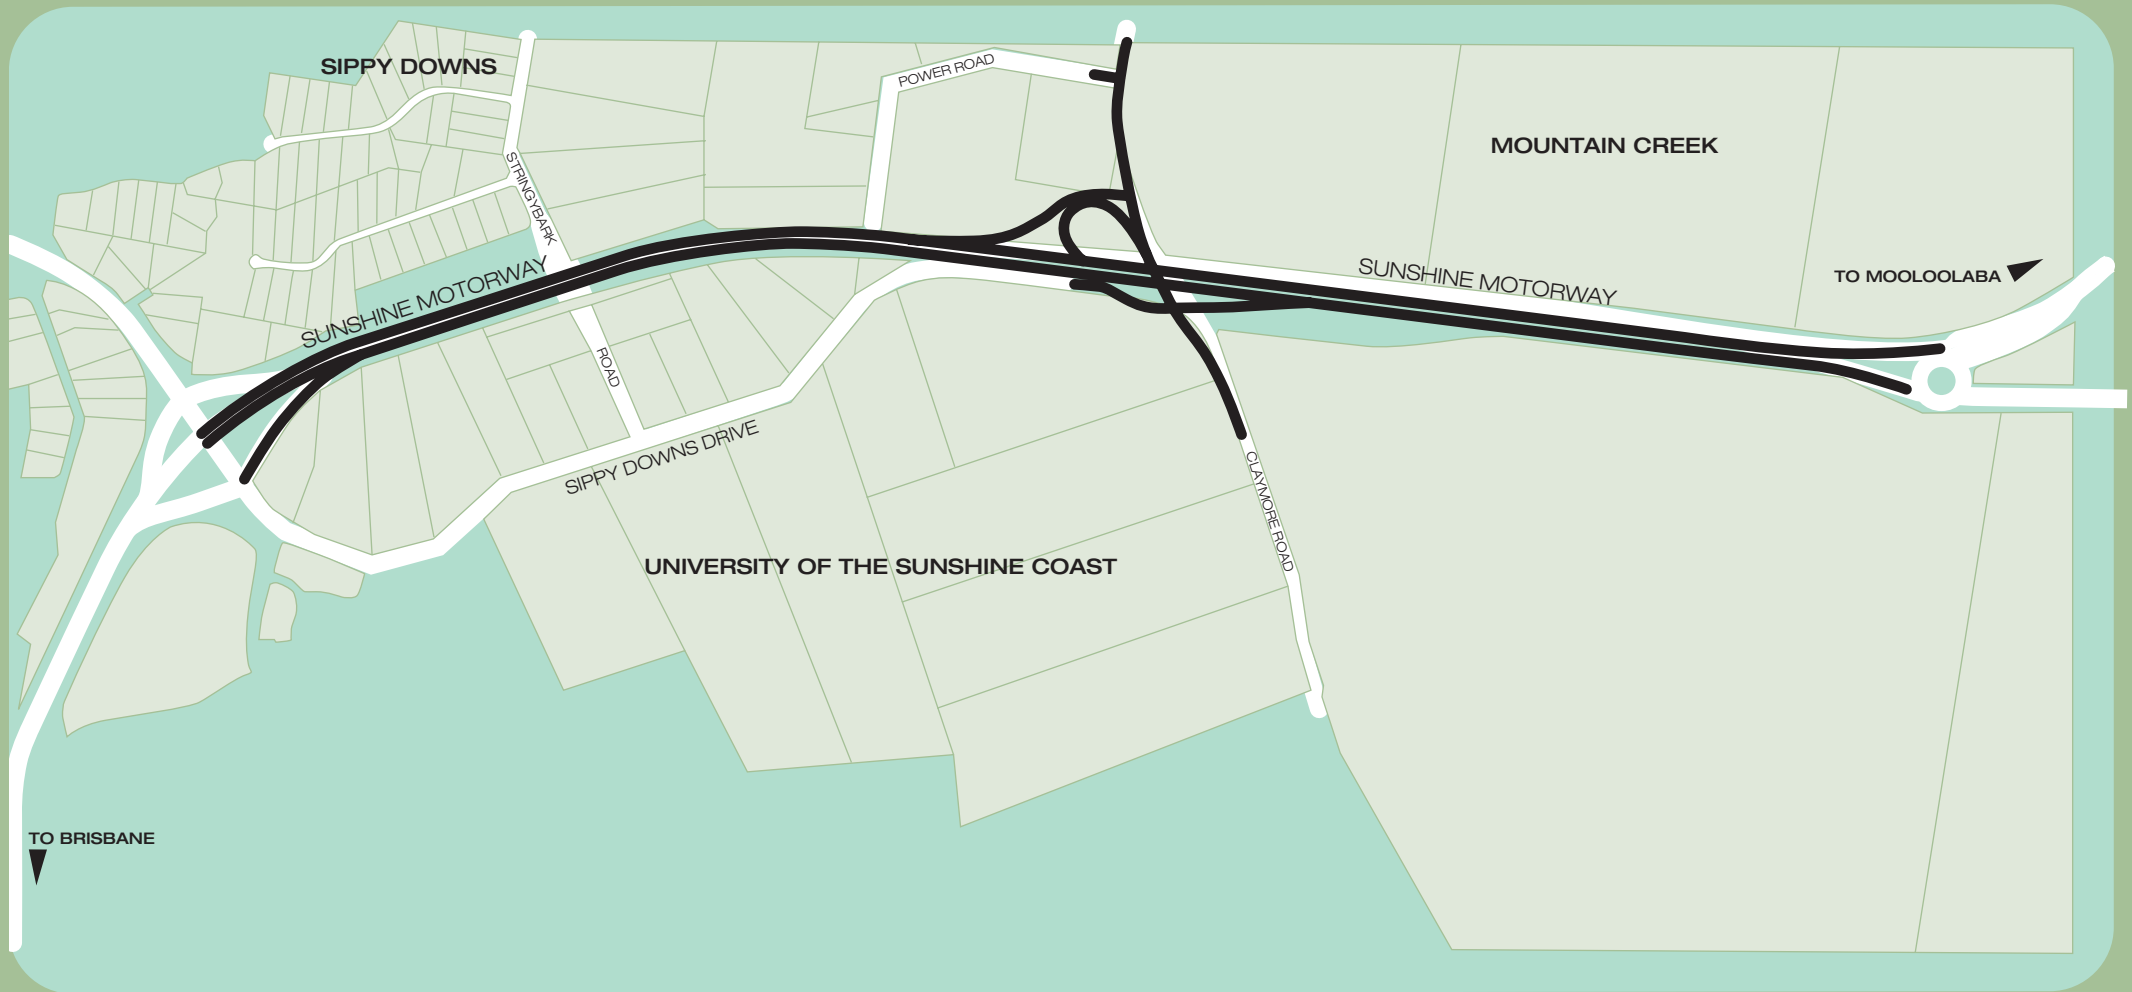 SIPPY DOWNS
POWER ROAD
MOUNTAIN CREEK
STRINGYBARK
SUNSHINE MOTORWAY
SUNSHINE MOTORWAY
TO MOOLOOLABA
ROAD
SIPPY DOWNS DRIVE
CLAYMORE ROAD
UNIVERSITY OF THE SUNSHINE COAST
TO BRISBANE